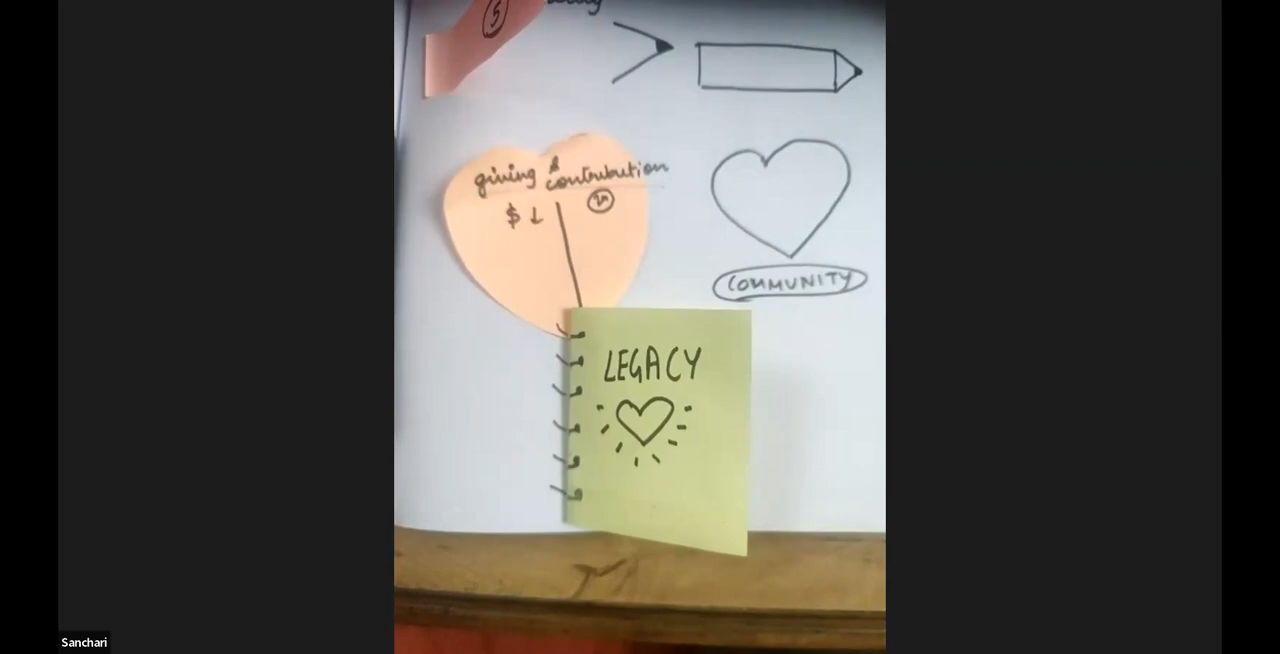 5
giving &
contribution
$ ↓
COMMUNITY
LEGACY
Sanchari